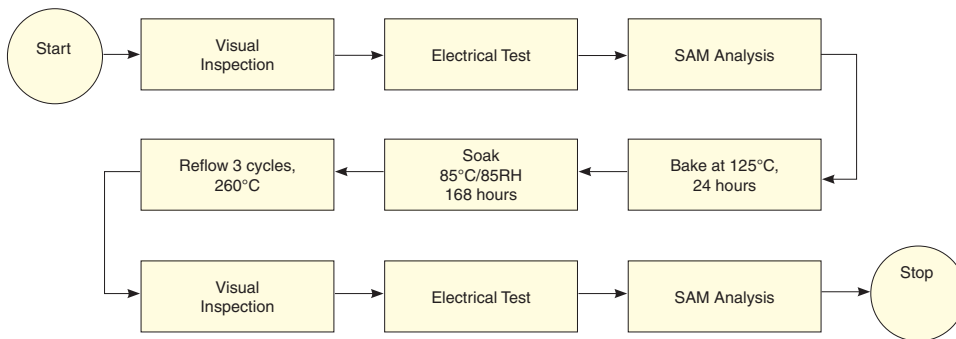 Start
Visual
Inspection
Electrical Test
SAM Analysis
Bake at 125°C,
24 hours
Soak
85°C/85RH
168 hours
Reflow 3 cycles,
260°C
Visual
Inspection
Electrical Test
SAM Analysis
Stop